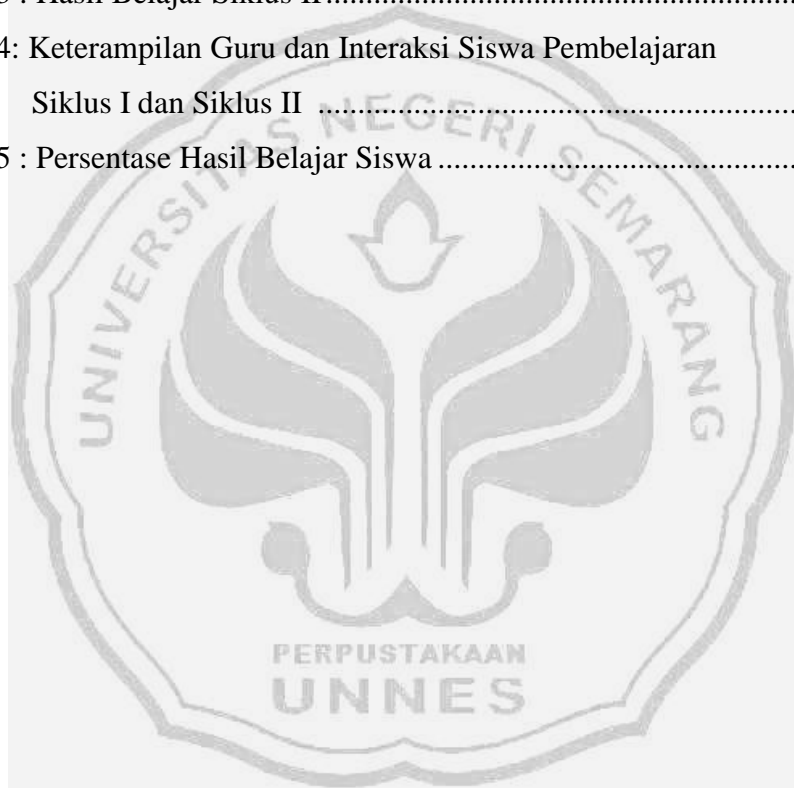 3 : Hasil Belajar Siklus II...........................................................
4: Keterampilan Guru dan Interaksi Siswa Pembelajaran
Siklus I dan Siklus II ............................................................
5 : Persentase Hasil Belajar Siswa .............................................
UNIVERSITAS NEGERI SEMARANG
PERPUSTAKAAN
UNNES